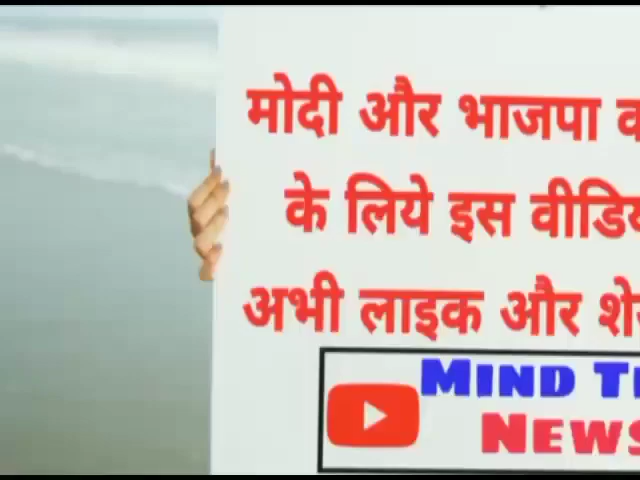 मोदी और भाजपा
के लिये इस
अभी लाइक और
MIND
NEWS